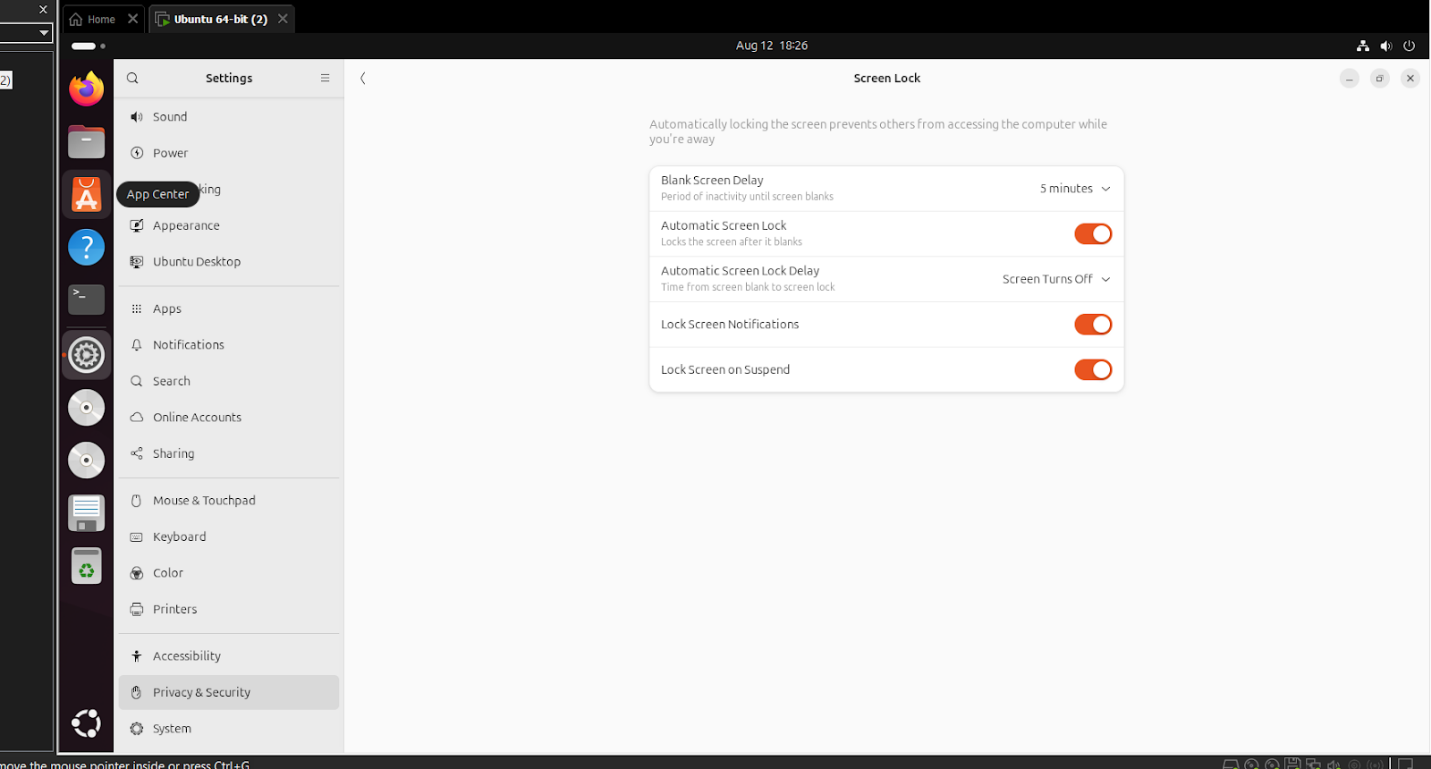 Home
Ubuntu 64-bit (2)
2)
Aug 12 18:26
Settings
Screen Lock
Sound
Power
App Center
king
Appearance
Ubuntu Desktop
Apps
Notifications
Search
Online Accounts
Sharing
Mouse & Touchpad
Keyboard
Color
Printers
Accessibility
Privacy & Security
System
Automatically locking the screen prevents others from accessing the computer while
you're away
Blank Screen Delay
Period of inactivity until screen blanks
5 minutes
Automatic Screen Lock
Locks the screen after it blanks
Automatic Screen Lock Delay
Time from screen blank to screen lock
Screen Turns Off
Lock Screen Notifications
Lock Screen on Suspend
move the mouse pointer inside or press Ctrl+G